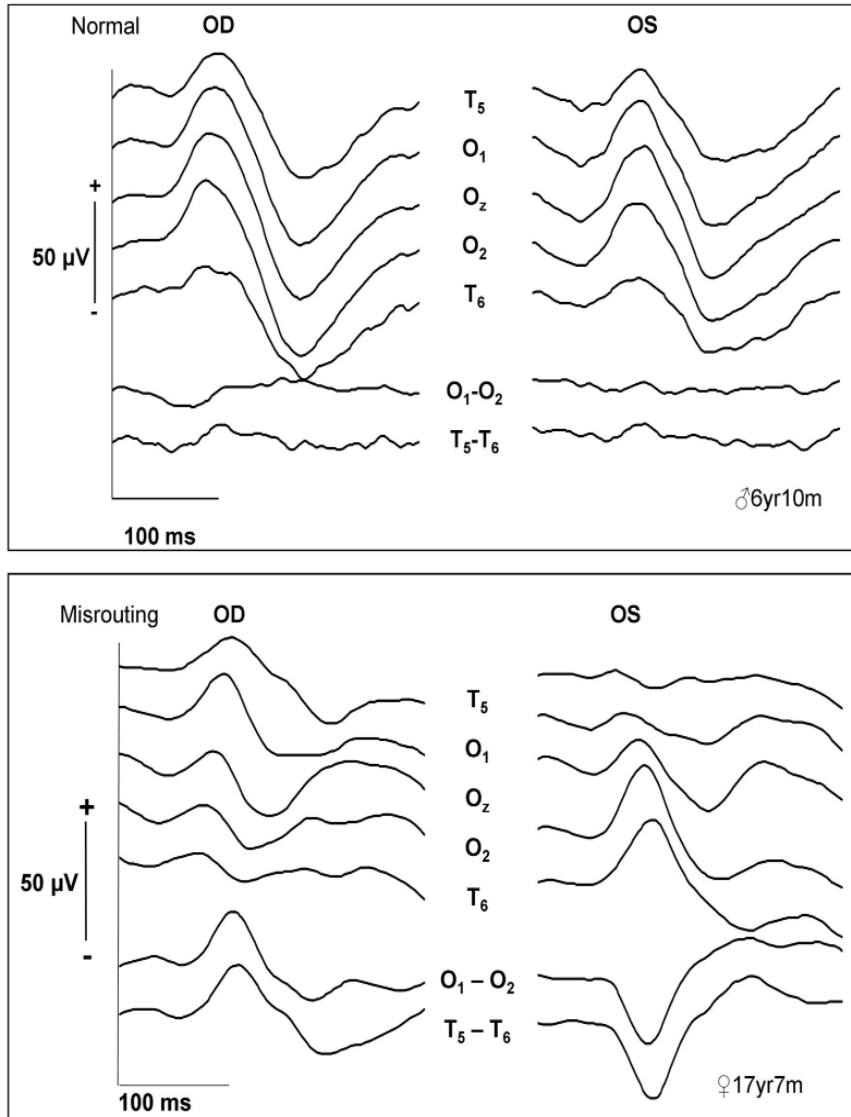 Normal OD OS
T5
O1
+
Oz
50 µV O2
T6
-
O1-O2
T5-T6
♂6yr10m
100 ms
Misrouting OD OS
T5
O1
Oz
+
O2
50 µV T6
-
O1 – O2
T5 – T6
♀17yr7m
100 ms